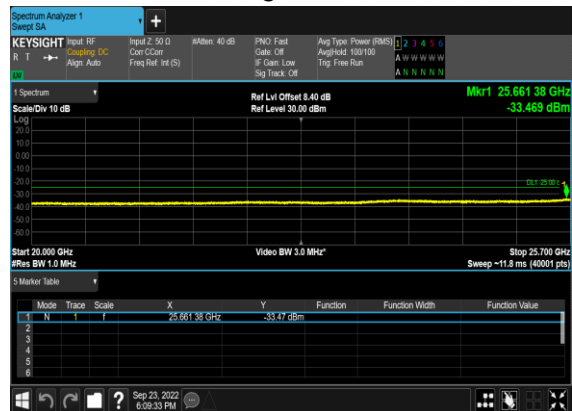 Spectrum Analyzer 1
Swept SA
+
KEYSIGHT Input: RF Input Z: 50 Ω #Atten: 40 dB PNO: Fast Avg Type: Power (RMS) 1 2 3 4 5 6
R T Coupling: DC Corr CCorr Gate: Off Avg|Hold: 100/100 A W W W W W
Align: Auto Freq Ref: Int (S) IF Gain: Low Trig: Free Run
Sig Track: Off A N N N N N
1 Spectrum Ref Lvl Offset 8.40 dB Mkr1 25.661 38 GHz
Scale/Div 10 dB Ref Level 30.00 dBm -33.469 dBm
Log
20.0
10.0
0.00
-10.0
-20.0
-30.0
-40.0
-50.0
-60.0
1
Start 20.000 GHz Video BW 3.0 MHz* Stop 25.700 GHz
#Res BW 1.0 MHz Sweep ~11.8 ms (40001 pts)
5 Marker Table
Mode Trace Scale X Y Function Function Width Function Value
1 N 1 f 25.661 38 GHz -33.47 dBm
2
3
4
5
6
? Sep 23, 2022
6:09:33 PM